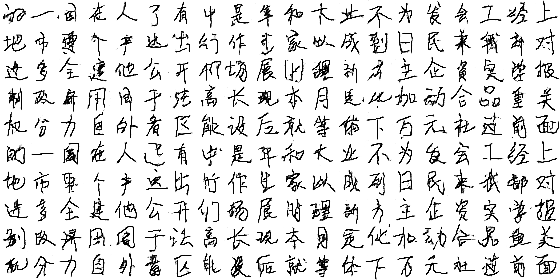 的一国在人了有中是年和大业不为发会工经上
地市要个产这出行作生家以成到日民来我部对
进多全建他公开们场展时理新方主企资实学报
制政济用同于法高长现本月定化加动合品重关
机分力自外者区能设后就等体下万元社过前面
的一国在人了有中是年和大业不为发会工经上
地市要个产这出行作生家以成到日民来我部对
进多全建他公开们场展时理新方主企资实学报
制政济用同于法高长现本月定化和动合品重关
机分力自外者区能设后就等体下万元社过前面